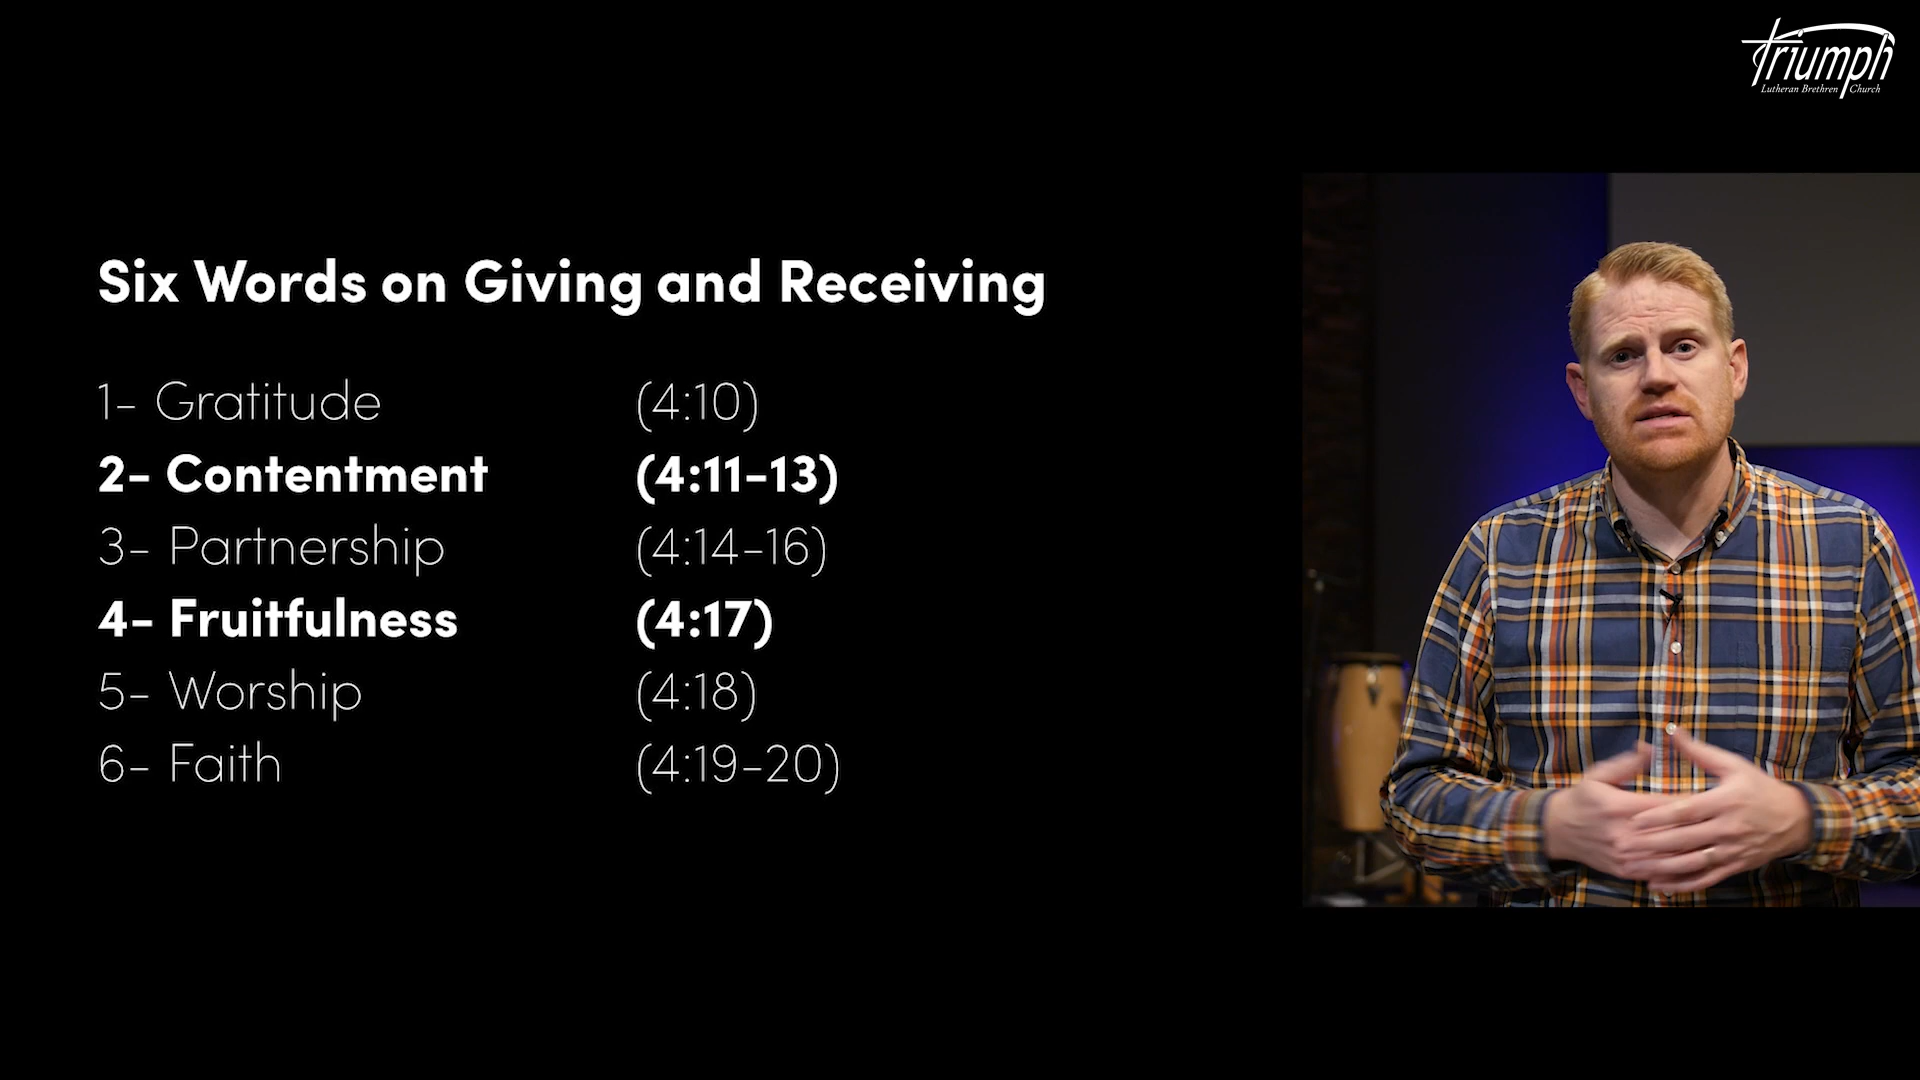 triumph
Lutheran Brethren Church
Six Words on Giving and Receiving
1- Gratitude (4:10)
2- Contentment (4:11-13)
3- Partnership (4:14-16)
4- Fruitfulness (4:17)
5- Worship (4:18)
6- Faith (4:19-20)